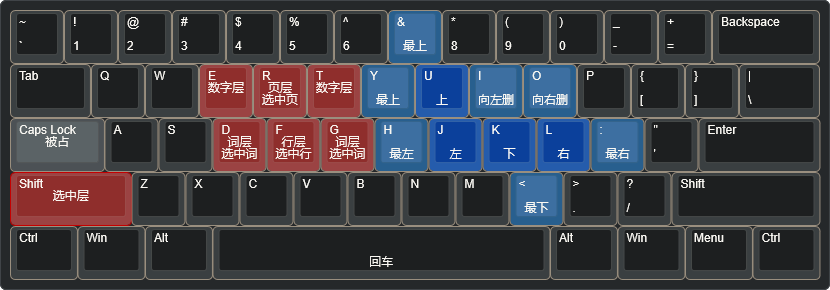 ~ ! @ # $ % ^ & * ( ) _ + Backspace
` 1 2 3 4 5 6 最上 8 9 0 - =
Tab Q W E R T Y U I O P { } |
数字层 页层 数字层
选中页 最上 上 向左删 向右删 [ ] \
Caps Lock A S D F G H J K L : " Enter
被占 词层 行层 词层
选中词 选中行 选中词 最左 左 下 右 最右 '
Shift Z X C V B N M < > ? Shift
选中层
最下 . /
Ctrl Win Alt Alt Win Menu Ctrl
回车